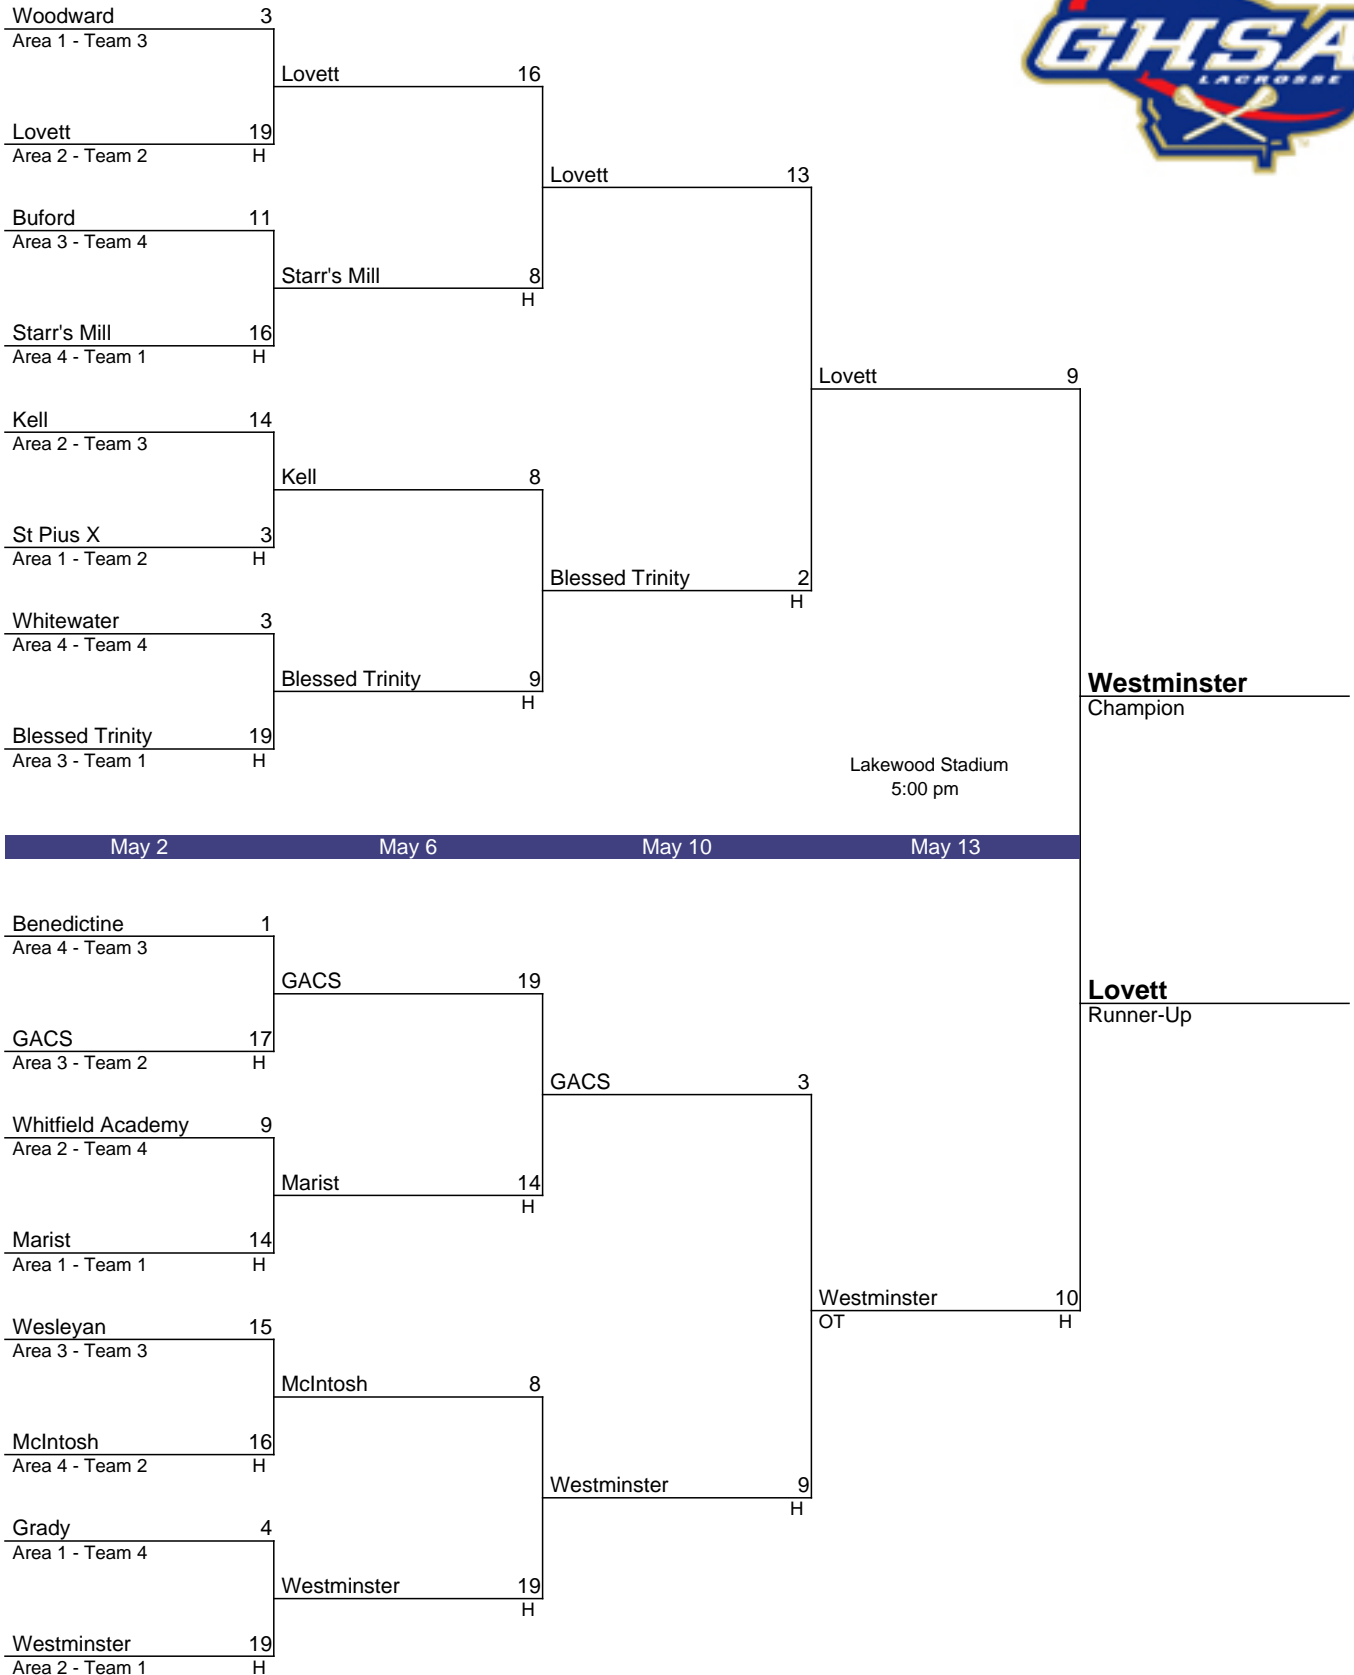 GHSA
LACROSSE
TM
Woodward 3
Area 1 - Team 3
Lovett 16
Lovett 19
Area 2 - Team 2 H
Lovett 13
Buford 11
Area 3 - Team 4
Starr's Mill 8
H
Starr's Mill 16
Area 4 - Team 1 H
Lovett 9
Kell 14
Area 2 - Team 3
Kell 8
St Pius X 3
Area 1 - Team 2 H
Blessed Trinity 2
H
Whitewater 3
Area 4 - Team 4
Blessed Trinity 9
H
Westminster
Champion
Blessed Trinity 19
Area 3 - Team 1 H
Lakewood Stadium
5:00 pm
May 2 May 6 May 10 May 13
Benedictine 1
Area 4 - Team 3
GACS 19
Lovett
Runner-Up
GACS 17
Area 3 - Team 2 H
GACS 3
Whitfield Academy 9
Area 2 - Team 4
Marist 14
H
Marist 14
Area 1 - Team 1 H
Westminster 10
OT H
Wesleyan 15
Area 3 - Team 3
McIntosh 8
McIntosh 16
Area 4 - Team 2 H
Westminster 9
H
Grady 4
Area 1 - Team 4
Westminster 19
H
Westminster 19
Area 2 - Team 1 H